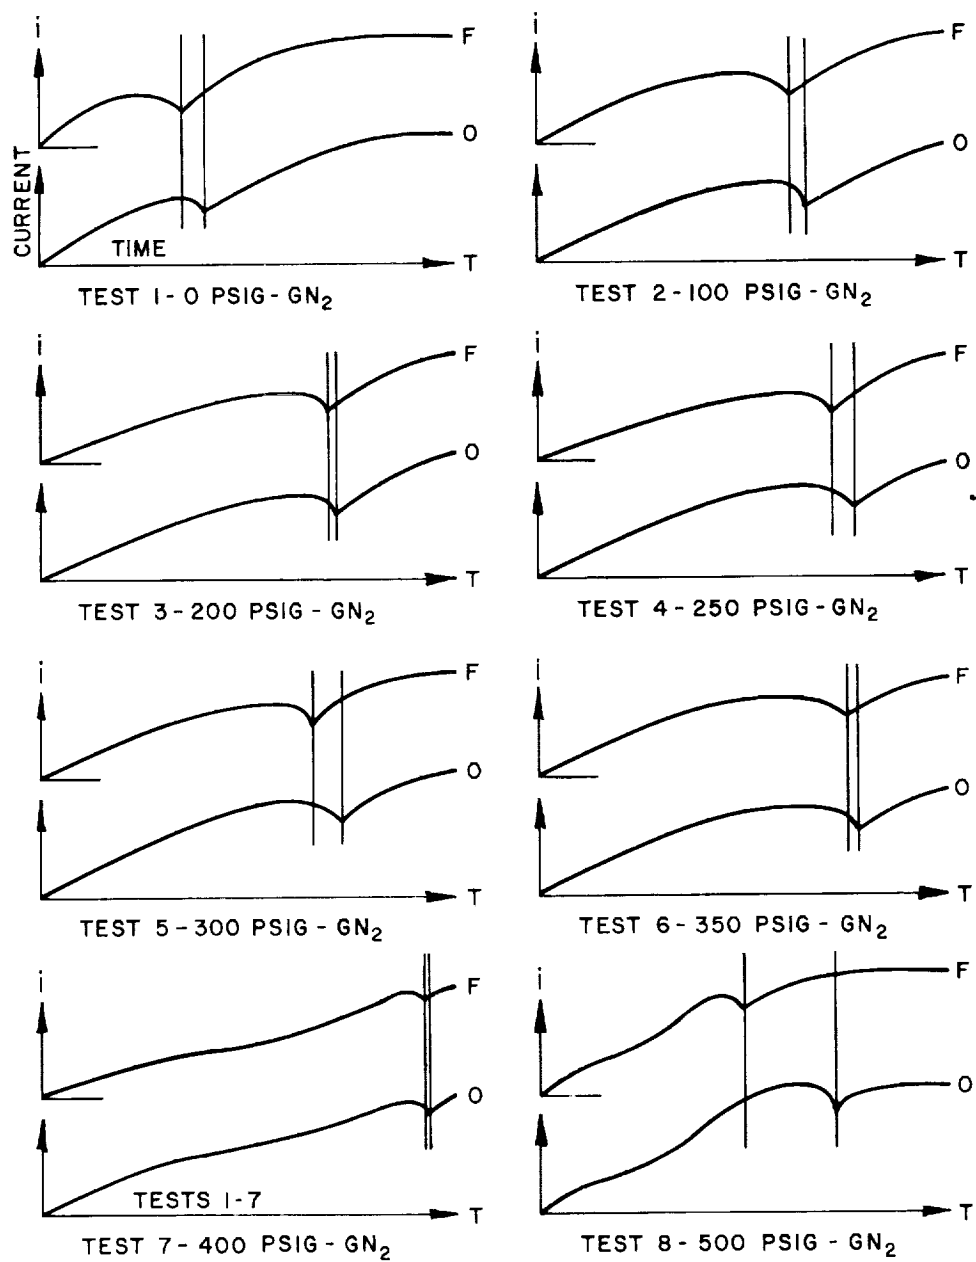 i
F
CURRENT
O
TIME
T
TEST 1-0 PSIG-GN2
i
F
O
T
TEST 2-100 PSIG-GN2
i
F
O
T
TEST 3-200 PSIG-GN2
i
F
O
T
TEST 4-250 PSIG-GN2
i
F
O
T
TEST 5-300 PSIG-GN2
i
F
O
T
TEST 6-350 PSIG-GN2
i
F
O
TESTS 1-7
T
TEST 7-400 PSIG-GN2
i
F
O
T
TEST 8-500 PSIG-GN2